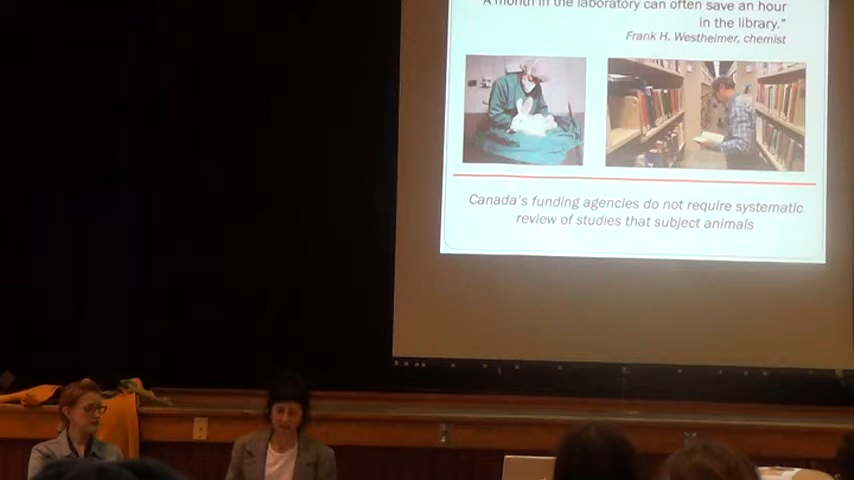 "A month in the laboratory can often save an hour
in the library."
Frank H. Westheimer, chemist
Canada's funding agencies do not require systematic
review of studies that subject animals